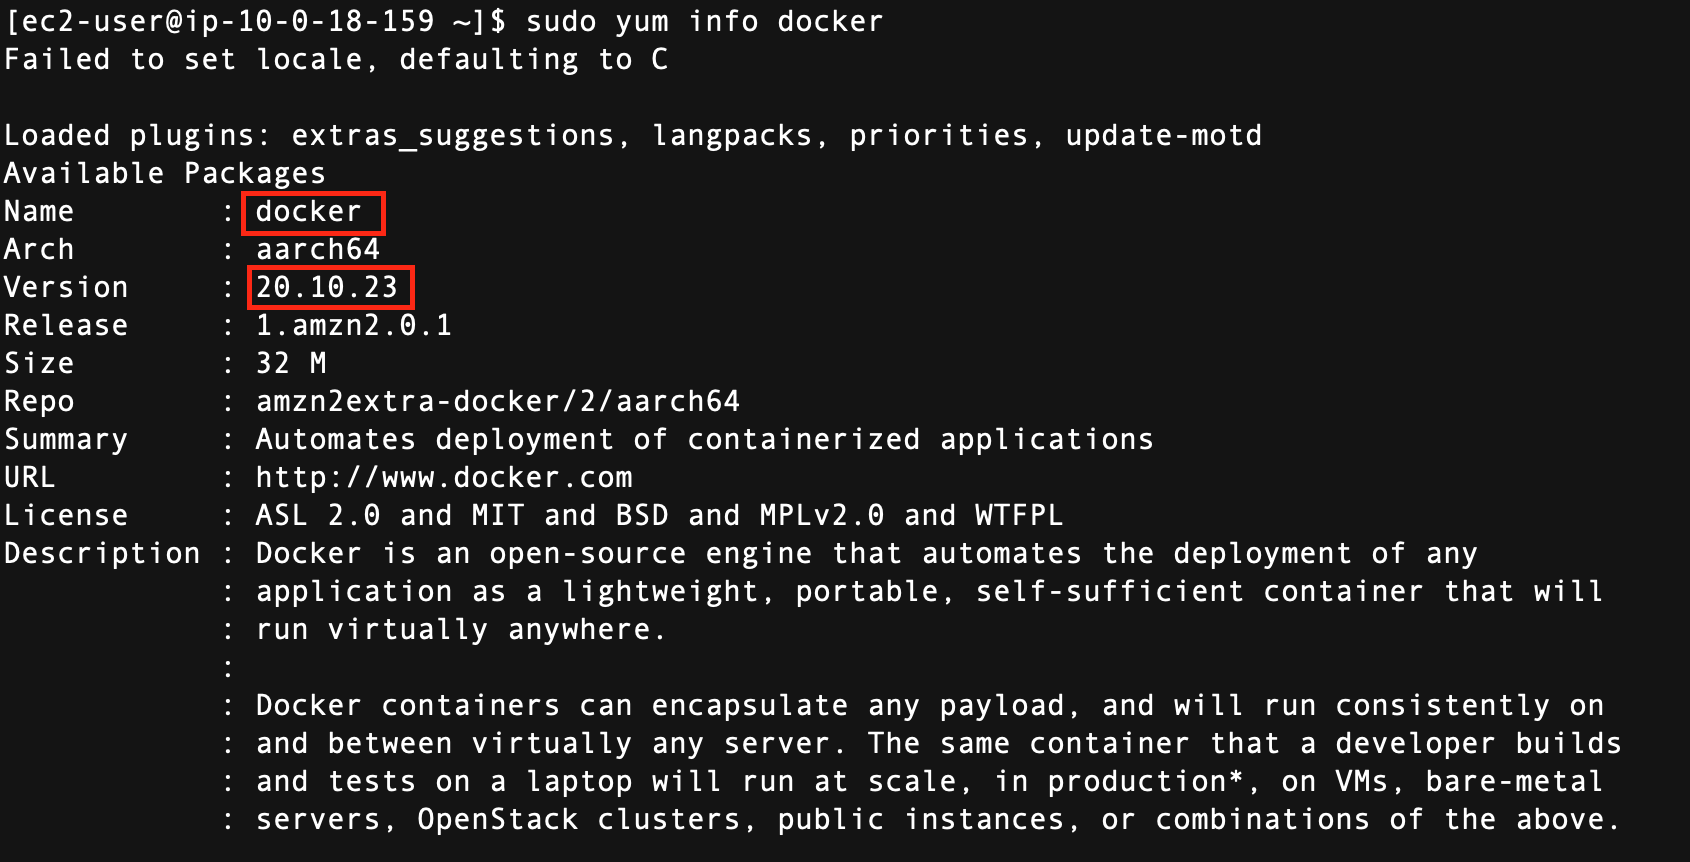 [ec2-user@ip-10-0-18-159 ~]$ sudo yum info docker
Failed to set locale, defaulting to C
Loaded plugins: extras_suggestions, langpacks, priorities, update-motd
Available Packages
Name        : docker
Arch        : aarch64
Version     : 20.10.23
Release     : 1.amzn2.0.1
Size        : 32 M
Repo        : amzn2extra-docker/2/aarch64
Summary     : Automates deployment of containerized applications
URL         : http://www.docker.com
License     : ASL 2.0 and MIT and BSD and MPLv2.0 and WTFPL
Description : Docker is an open-source engine that automates the deployment of any
            : application as a lightweight, portable, self-sufficient container that will
            : run virtually anywhere.
            :
            : Docker containers can encapsulate any payload, and will run consistently on
            : and between virtually any server. The same container that a developer builds
            : and tests on a laptop will run at scale, in production*, on VMs, bare-metal
            : servers, OpenStack clusters, public instances, or combinations of the above.